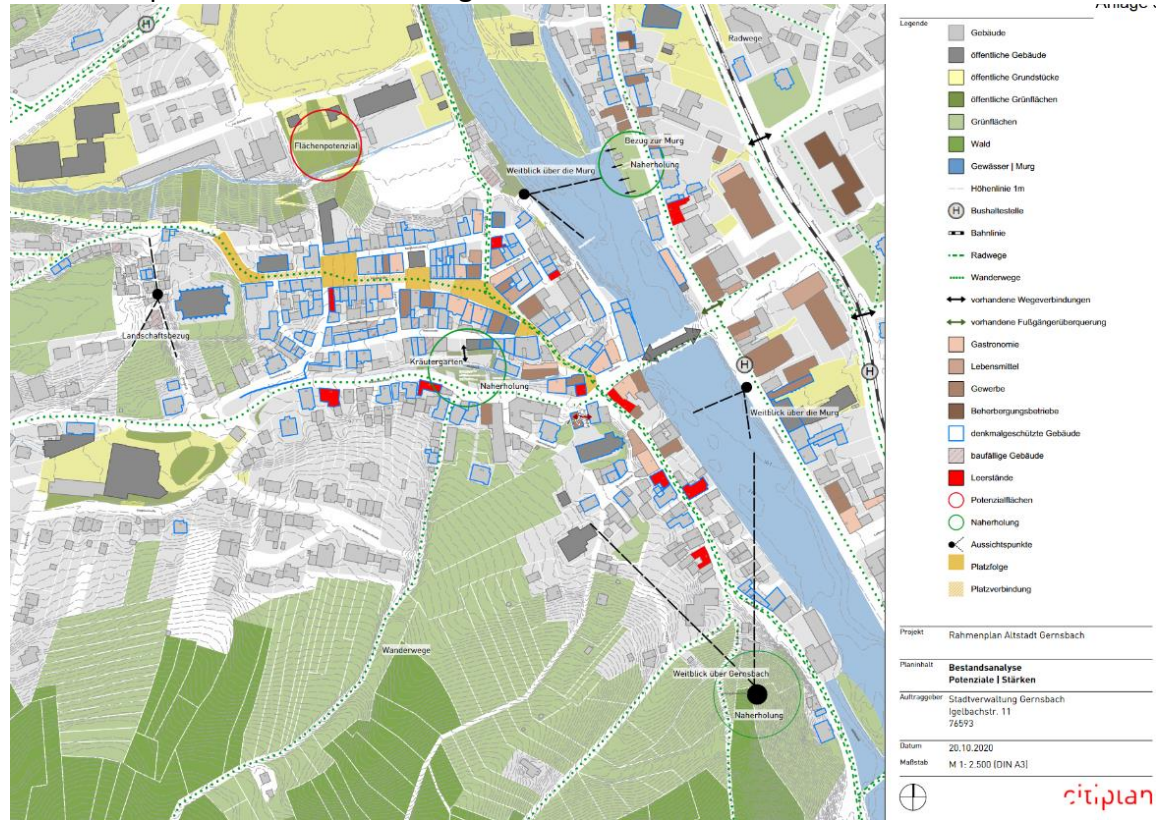 Anlage
Radwege
Flächenpotenzial
Bezug zur Murg
Naherholung
Weitblick über die Murg
Landschaftsbezug
Kräutergarten
Naherholung
Weitblick über die Murg
Wanderwege
Weitblick über Gernsbach
Naherholung
H
H
H
Legende
Gebäude
öffentliche Gebäude
öffentliche Grundstücke
öffentliche Grünflächen
Grünflächen
Wald
Gewässer | Murg
Höhenlinie 1m
H Bushaltestelle
Bahnlinie
Radwege
Wanderwege
vorhandene Wegeverbindungen
vorhandene Fußgängerüberquerung
Gastronomie
Lebensmittel
Gewerbe
Beherbergungsbetriebe
denkmalgeschützte Gebäude
baufällige Gebäude
Leerstände
Potenzialflächen
Naherholung
Aussichtspunkte
Platzfolge
Platzverbindung
Projekt Rahmenplan Altstadt Gernsbach
Planinhalt Bestandsanalyse
Potenziale | Stärken
Auftraggeber Stadtverwaltung Gernsbach
Igelbachstr. 11
76593
Datum 20.10.2020
Maßstab M 1: 2.500 (DIN A3)
citiplan